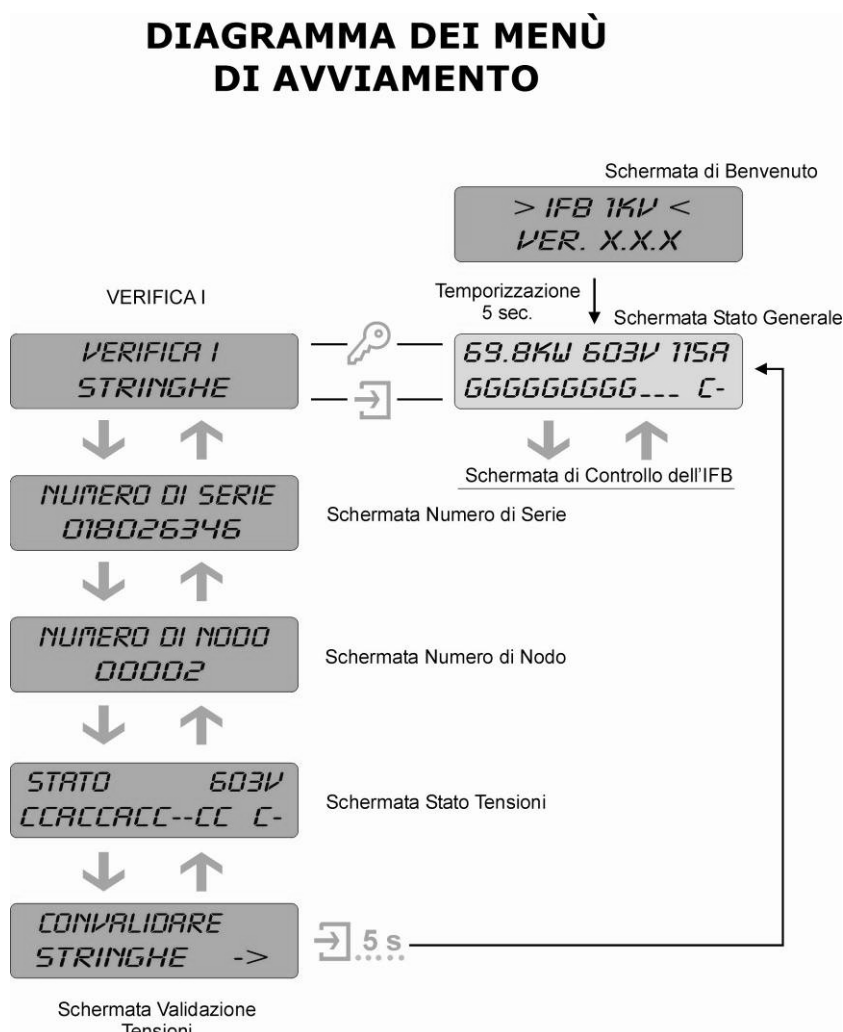 DIAGRAMMA DEI MENÙ
DI AVVIAMENTO
Schermata di Benvenuto
> IFB 1KV <
VER. X.X.X
Temporizzazione
5 sec.
Schermata Stato Generale
69.8KW 603V 115A
GGGGGGGGG___ C-
Schermata di Controllo dell'IFB
VERIFICA I
VERIFICA I
STRINGHE
NUMERO DI SERIE
018026346
Schermata Numero di Serie
NUMERO DI NODO
00002
Schermata Numero di Nodo
STATO 603V
CCACCACC--CC C-
Schermata Stato Tensioni
CONVALIDARE
STRINGHE ->
5 s
Schermata Validazione
Tensioni